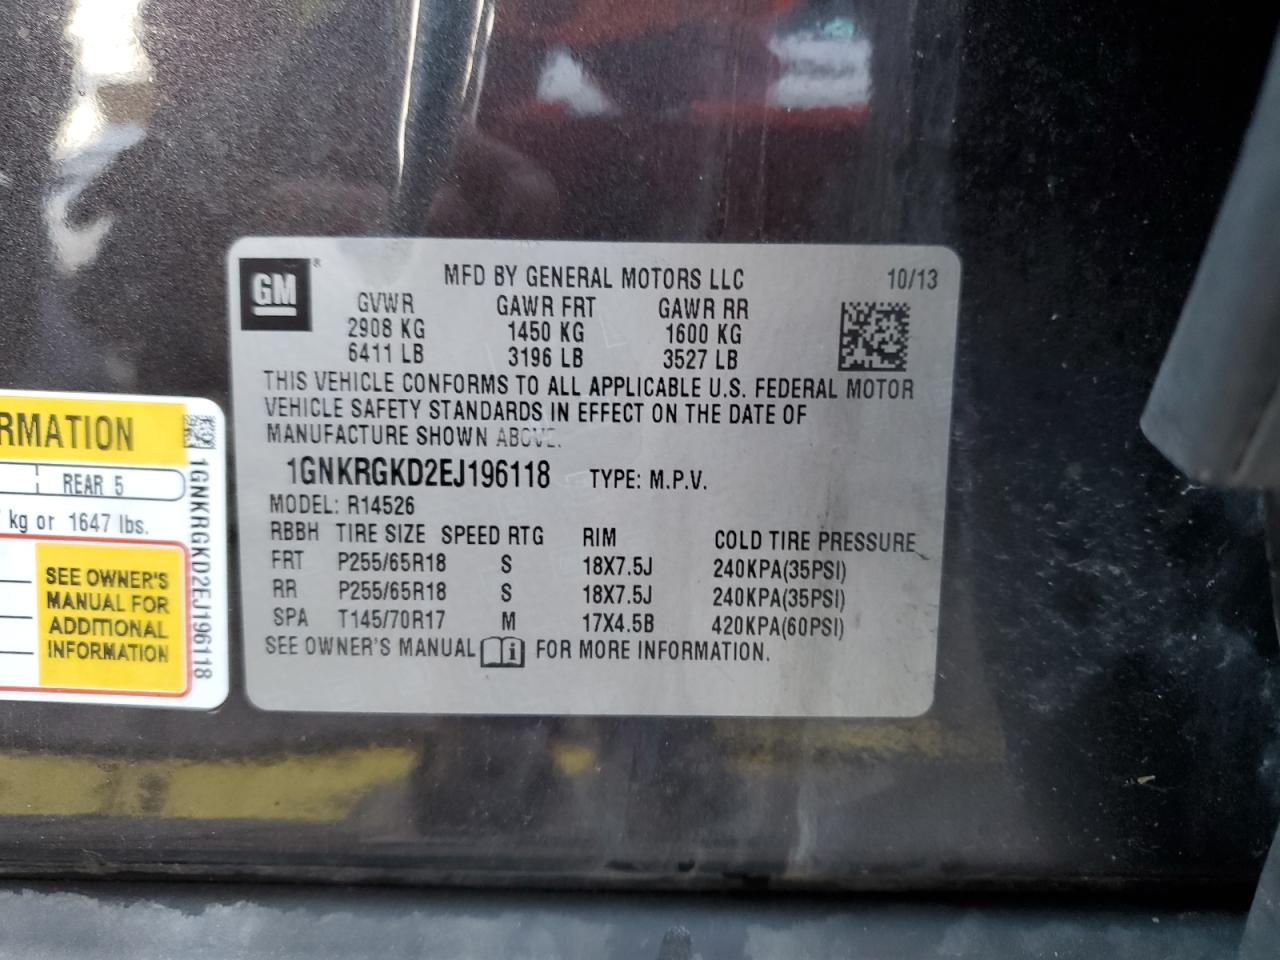 GM
MFD BY GENERAL MOTORS LLC 10/13
GVWR GAWR FRT GAWR RR
2908 KG 1450 KG 1600 KG
6411 LB 3196 LB 3527 LB
THIS VEHICLE CONFORMS TO ALL APPLICABLE U.S. FEDERAL MOTOR
VEHICLE SAFETY STANDARDS IN EFFECT ON THE DATE OF
MANUFACTURE SHOWN ABOVE.
1GNKRGKD2EJ196118 TYPE: M.P.V.
MODEL: R14526
RBBH TIRE SIZE SPEED RTG RIM COLD TIRE PRESSURE
FRT P255/65R18 S 18X7.5J 240KPA(35PSI)
RR P255/65R18 S 18X7.5J 240KPA(35PSI)
SPA T145/70R17 M 17X4.5B 420KPA(60PSI)
SEE OWNER'S MANUAL i FOR MORE INFORMATION.
RMATION
REAR 5
kg or 1647 lbs.
SEE OWNER'S
MANUAL FOR
ADDITIONAL
INFORMATION
1GNKRGKD2EJ196118